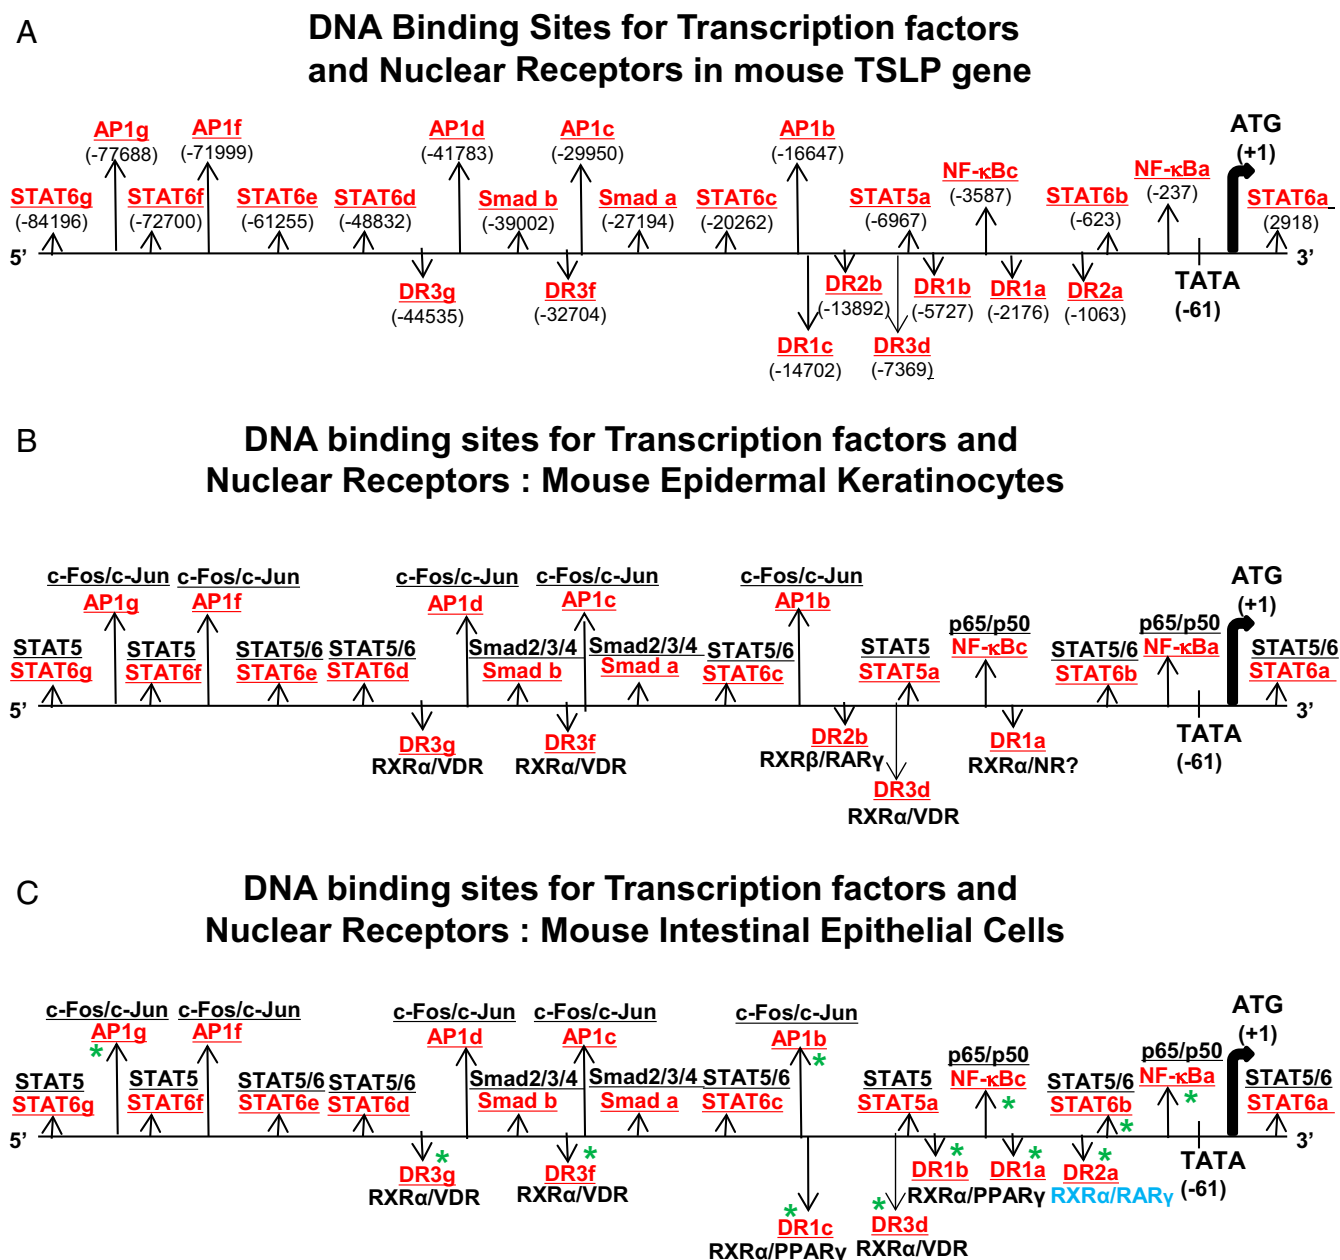 A
DNA Binding Sites for Transcription factors
and Nuclear Receptors in mouse TSLP gene
AP1g AP1f AP1d AP1c AP1b ATG
(-77688) (-71999) (-41783) (-29950) (-16647) (+1)
STAT6g STAT6f STAT6e STAT6d Smad b Smad a STAT6c STAT5a NF-κBc STAT6b NF-κBa STAT6a
(-84196) (-72700) (-61255) (-48832) (-39002) (-27194) (-20262) (-6967) (-3587) (-623) (-237) (2918)
5' 3'
DR3g DR3f DR2b DR1b DR1a DR2a TATA
(-44535) (-32704) (-13892) (-5727) (-2176) (-1063) (-61)
DR1c DR3d
(-14702) (-7369)
B
DNA binding sites for Transcription factors and
Nuclear Receptors : Mouse Epidermal Keratinocytes
c-Fos/c-Jun c-Fos/c-Jun c-Fos/c-Jun c-Fos/c-Jun c-Fos/c-Jun ATG
AP1g AP1f AP1d AP1c AP1b (+1)
STAT5 STAT5 STAT5/6 STAT5/6 Smad2/3/4 Smad2/3/4 STAT5/6 STAT5 p65/p50 STAT5/6 p65/p50 STAT5/6
STAT6g STAT6f STAT6e STAT6d Smad b Smad a STAT6c STAT5a NF-κBc STAT6b NF-κBa STAT6a
5' 3'
DR3g DR3f DR2b DR1a TATA
RXRα/VDR RXRα/VDR RXRβ/RARγ RXRα/NR? (-61)
DR3d
RXRα/VDR
C
DNA binding sites for Transcription factors and
Nuclear Receptors : Mouse Intestinal Epithelial Cells
c-Fos/c-Jun c-Fos/c-Jun c-Fos/c-Jun c-Fos/c-Jun c-Fos/c-Jun ATG
AP1g AP1f AP1d AP1c AP1b (+1)
* *
STAT5 STAT5 STAT5/6 STAT5/6 Smad2/3/4 Smad2/3/4 STAT5/6 STAT5 p65/p50 STAT5/6 p65/p50 STAT5/6
STAT6g STAT6f STAT6e STAT6d Smad b Smad a STAT6c STAT5a NF-κBc STAT6b NF-κBa STAT6a
* * *
5' 3'
DR3g * DR3f * DR1b * DR1a * DR2a * TATA
RXRα/VDR RXRα/VDR RXRα/PPARγ RXRα/RARγ (-61)
* DR1c * DR3d
RXRα/PPARγ RXRα/VDR